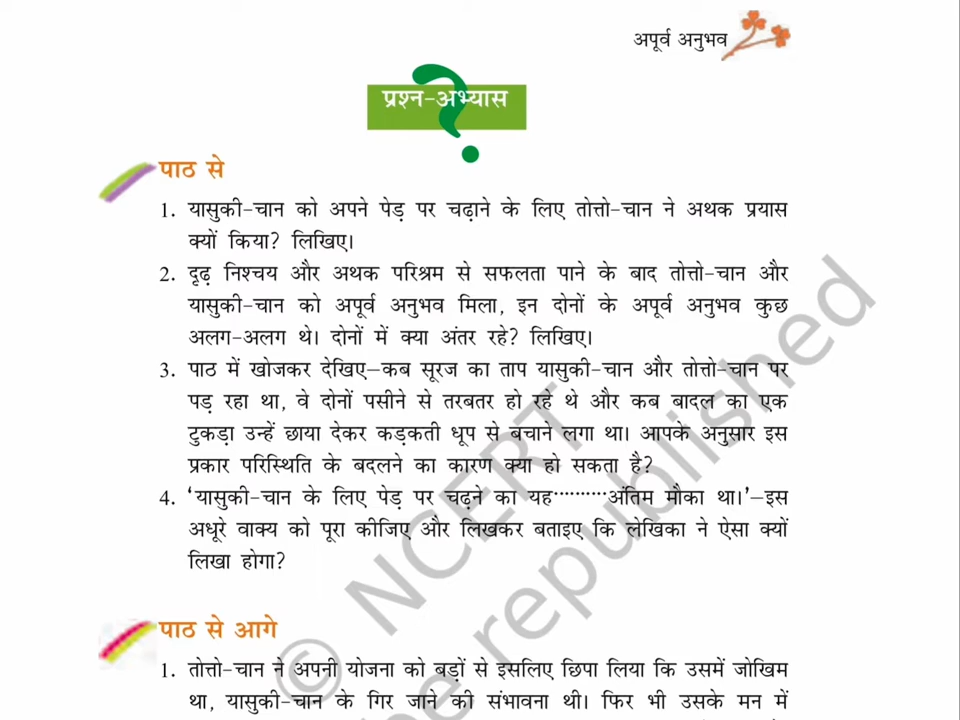 अपूर्व अनुभव
प्रश्न-अभ्यास
पाठ से
1. यासुकी-चान को अपने पेड़ पर चढ़ाने के लिए तोत्तो-चान ने अथक प्रयास
क्यों किया? लिखिए।
2. दृढ़ निश्चय और अथक परिश्रम से सफलता पाने के बाद तोत्तो-चान और
यासुकी-चान को अपूर्व अनुभव मिला, इन दोनों के अपूर्व अनुभव कुछ
अलग-अलग थे। दोनों में क्या अंतर रहे? लिखिए।
3. पाठ में खोजकर देखिए–कब सूरज का ताप यासुकी-चान और तोत्तो-चान पर
पड़ रहा था, वे दोनों पसीने से तरबतर हो रहे थे और कब बादल का एक
टुकड़ा उन्हें छाया देकर कड़कती धूप से बचाने लगा था। आपके अनुसार इस
प्रकार परिस्थिति के बदलने का कारण क्या हो सकता है?
4. ‘यासुकी-चान के लिए पेड़ पर चढ़ने का यह..........अंतिम मौका था।’–इस
अधूरे वाक्य को पूरा कीजिए और लिखकर बताइए कि लेखिका ने ऐसा क्यों
लिखा होगा?
पाठ से आगे
1. तोत्तो-चान ने अपनी योजना को बड़ों से इसलिए छिपा लिया कि उसमें जोखिम
था, यासुकी-चान के गिर जाने की संभावना थी। फिर भी उसके मन में
© NCERT
be republished